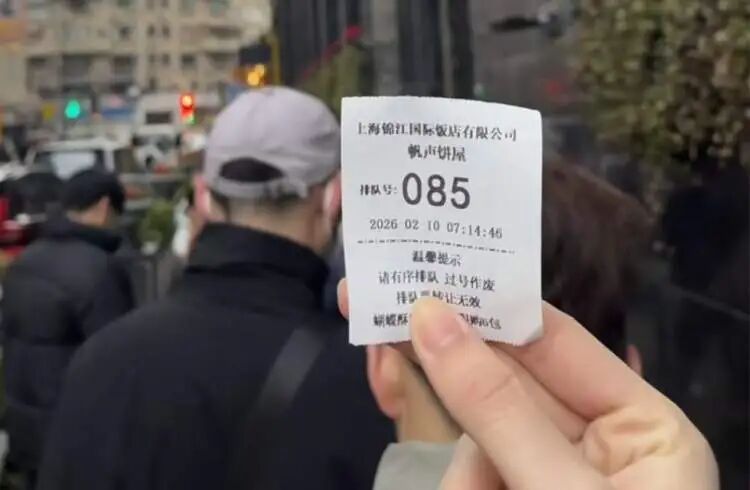 上海锦江国际饭店有限公司
帆声饼屋
排队号:085
2026 02 10 07:14:46
温馨提示
请有序排队 过号作废
排队 让无效
蝴蝶酥 6包